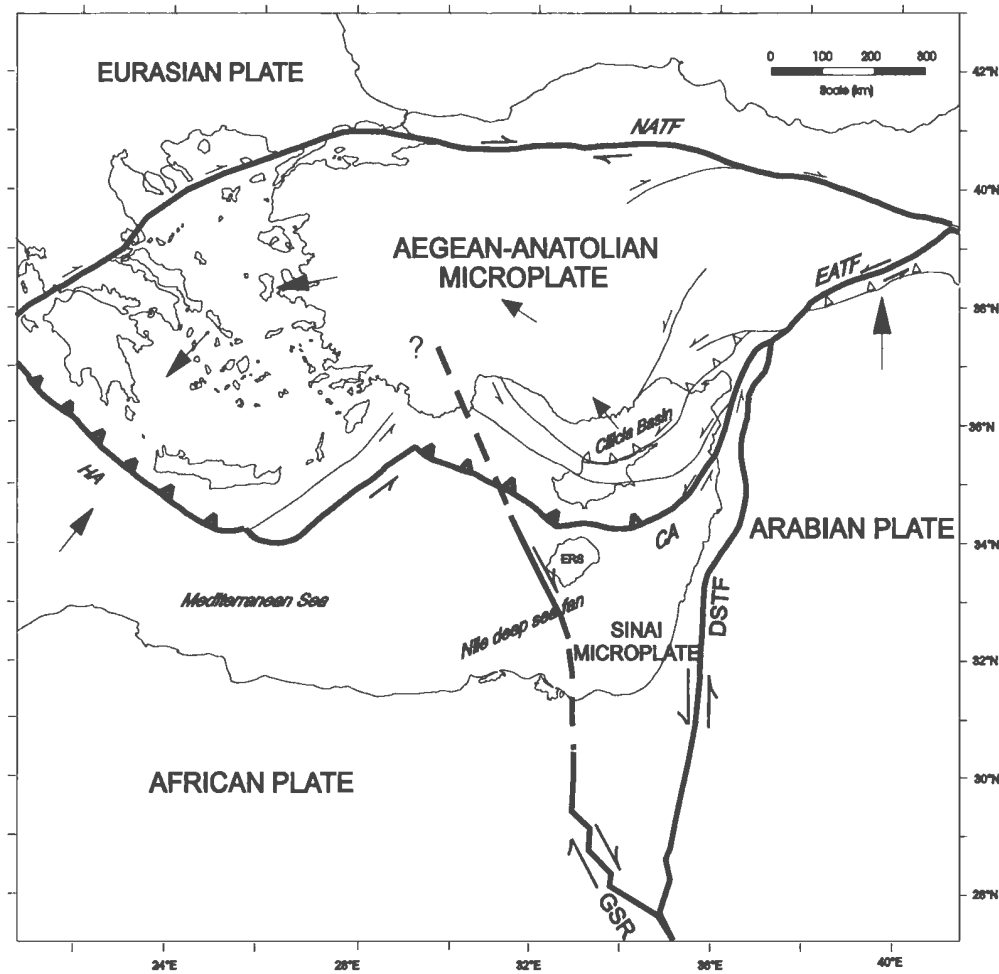 EURASIAN PLATE
0 100 200 300
Scale (km)
42°N
NATF
40°N
AEGEAN-ANATOLIAN
MICROPLATE
EATF
38°N
?
36°N
Cilicia Basin
HA
CA
ARABIAN PLATE
34°N
ERS
Mediterranean Sea
Nile deep sea fan
SINAI
MICROPLATE
DSTF
32°N
AFRICAN PLATE
30°N
28°N
GSR
24°E 28°E 32°E 36°E 40°E